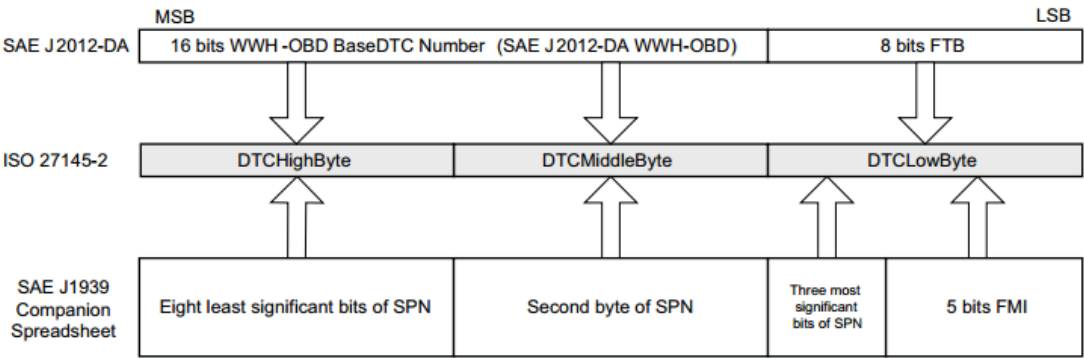 MSB
LSB
SAE J2012-DA
16 bits WWH-OBD BaseDTC Number (SAE J2012-DA WWH-OBD)
8 bits FTB
ISO 27145-2
DTCHighByte
DTCMiddleByte
DTCLowByte
SAE J1939
Companion
Spreadsheet
Eight least significant bits of SPN
Second byte of SPN
Three most
significant
bits of SPN
5 bits FMI